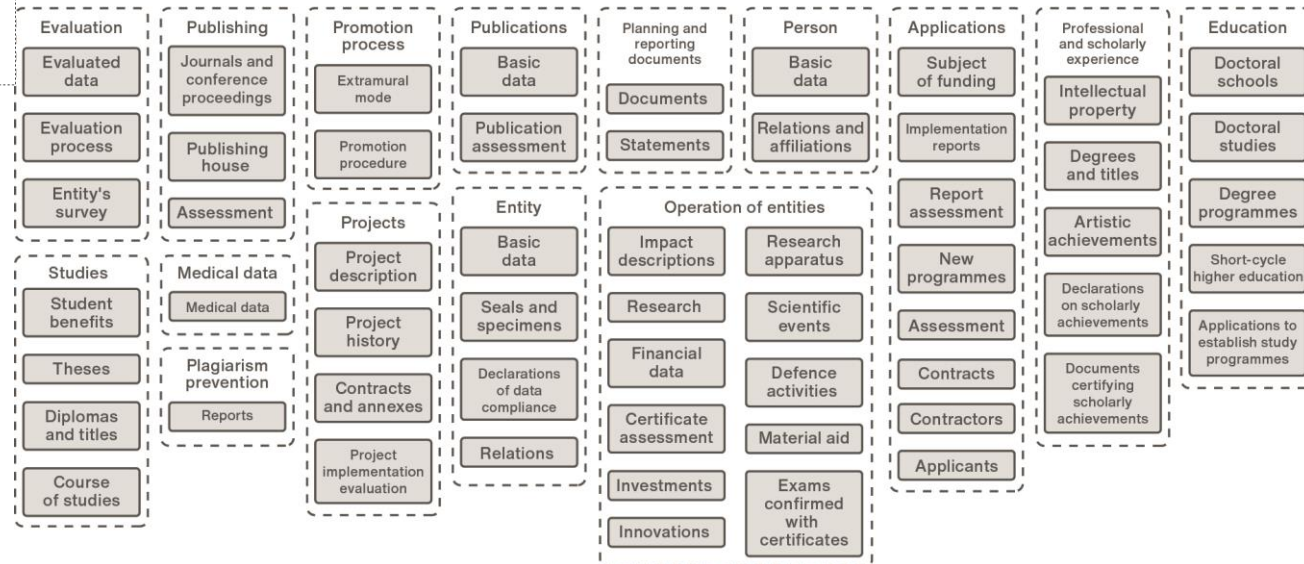 Evaluation
Evaluated
data
Evaluation
process
Entity's
survey
Studies
Student
benefits
Theses
Diplomas
and titles
Course
of studies
Publishing
Journals and
conference
proceedings
Publishing
house
Assessment
Medical data
Medical data
Plagiarism
prevention
Reports
Promotion
process
Extramural
mode
Promotion
procedure
Projects
Project
description
Project
history
Contracts
and annexes
Project
implementation
evaluation
Publications
Basic
data
Publication
assessment
Entity
Basic
data
Seals and
specimens
Declarations
of data
compliance
Relations
Planning and
reporting
documents
Documents
Statements
Person
Basic
data
Relations and
affiliations
Operation of entities
Impact
descriptions
Research
Financial
data
Certificate
assessment
Investments
Innovations
Research
apparatus
Scientific
events
Defence
activities
Material aid
Exams
confirmed
with
certificates
Applications
Subject
of funding
Implementation
reports
Report
assessment
New
programmes
Assessment
Contracts
Contractors
Applicants
Professional
and scholarly
experience
Intellectual
property
Degrees
and titles
Artistic
achievements
Declarations
on scholarly
achievements
Documents
certifying
scholarly
achievements
Education
Doctoral
schools
Doctoral
studies
Degree
programmes
Short-cycle
higher education
Applications to
establish study
programmes